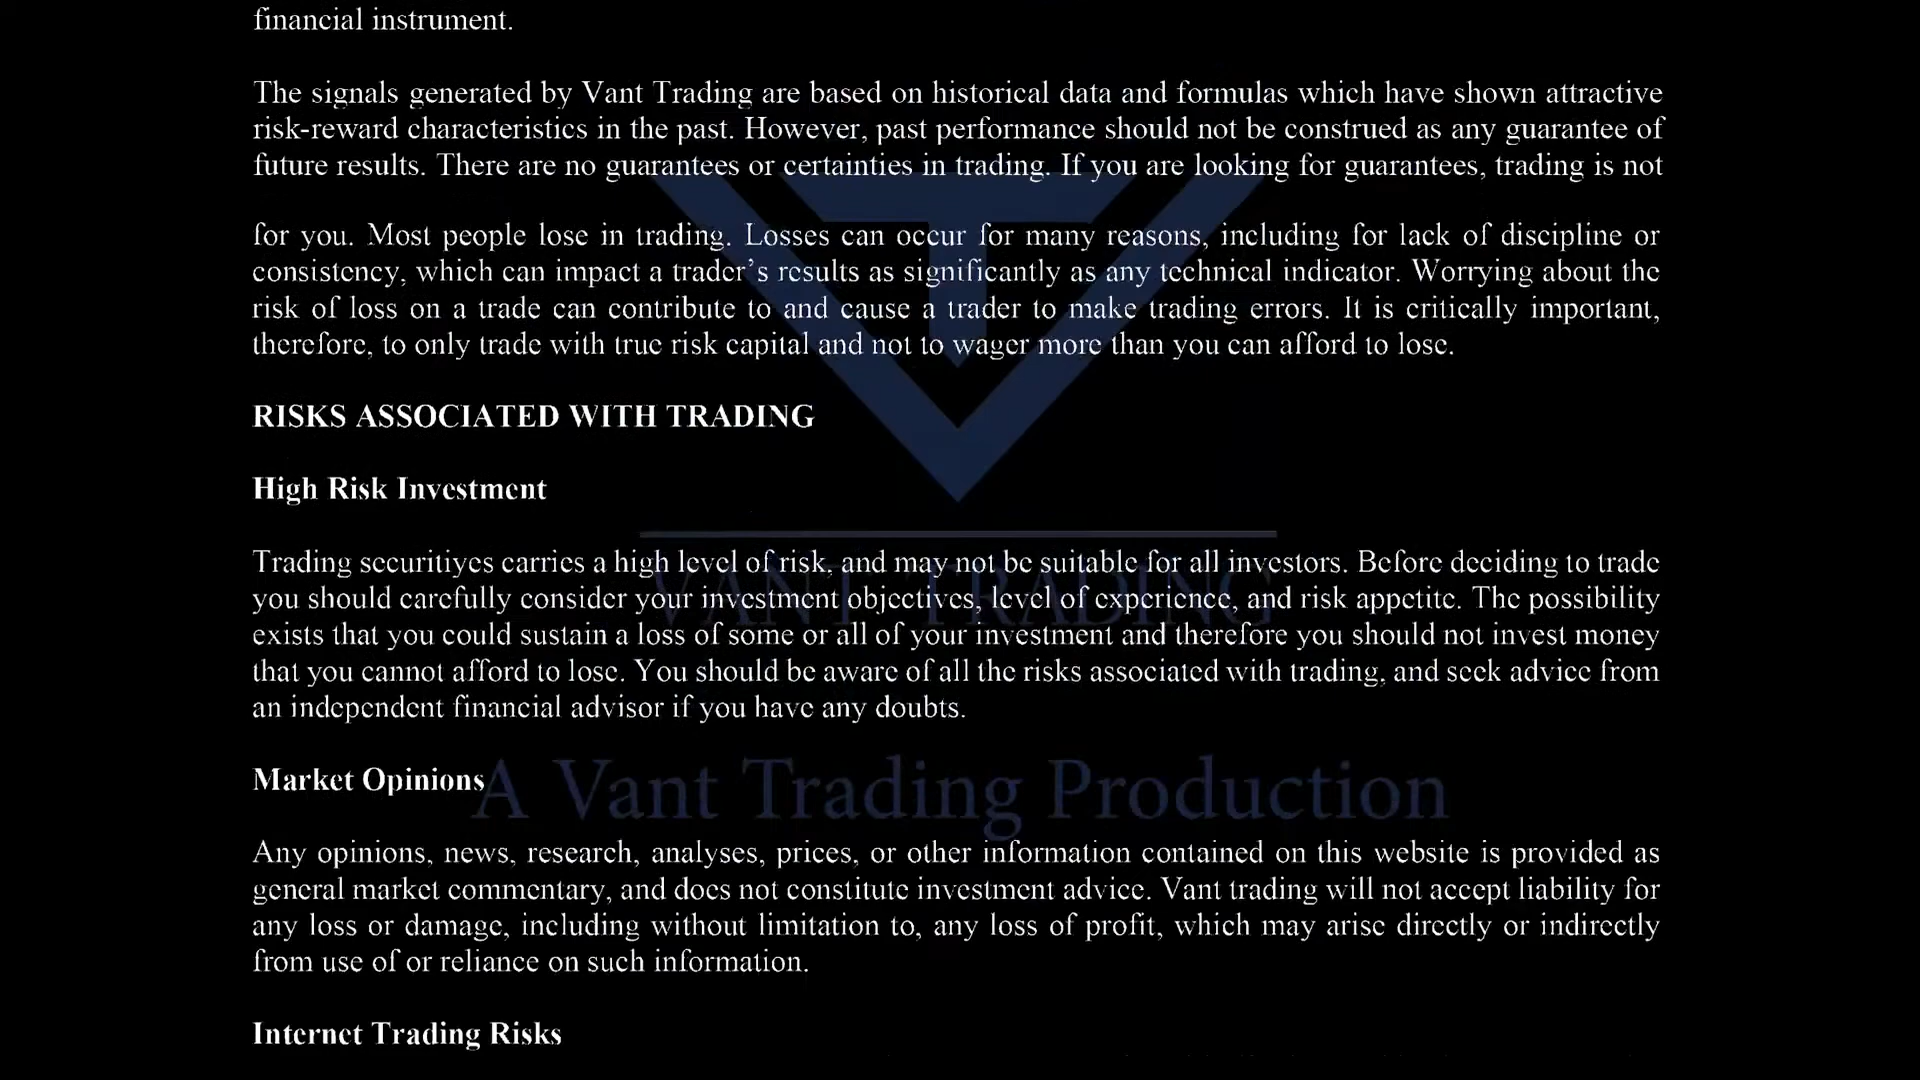 financial instrument.
The signals generated by Vant Trading are based on historical data and formulas which have shown attractive
risk-reward characteristics in the past. However, past performance should not be construed as any guarantee of
future results. There are no guarantees or certainties in trading. If you are looking for guarantees, trading is not
for you. Most people lose in trading. Losses can occur for many reasons, including for lack of discipline or
consistency, which can impact a trader’s results as significantly as any technical indicator. Worrying about the
risk of loss on a trade can contribute to and cause a trader to make trading errors. It is critically important,
therefore, to only trade with true risk capital and not to wager more than you can afford to lose.
RISKS ASSOCIATED WITH TRADING
High Risk Investment
Trading securitiyes carries a high level of risk, and may not be suitable for all investors. Before deciding to trade
you should carefully consider your investment objectives, level of experience, and risk appetite. The possibility
exists that you could sustain a loss of some or all of your investment and therefore you should not invest money
that you cannot afford to lose. You should be aware of all the risks associated with trading, and seek advice from
an independent financial advisor if you have any doubts.
VANT TRADING
Market Opinions
A Vant Trading Production
Any opinions, news, research, analyses, prices, or other information contained on this website is provided as
general market commentary, and does not constitute investment advice. Vant trading will not accept liability for
any loss or damage, including without limitation to, any loss of profit, which may arise directly or indirectly
from use of or reliance on such information.
Internet Trading Risks